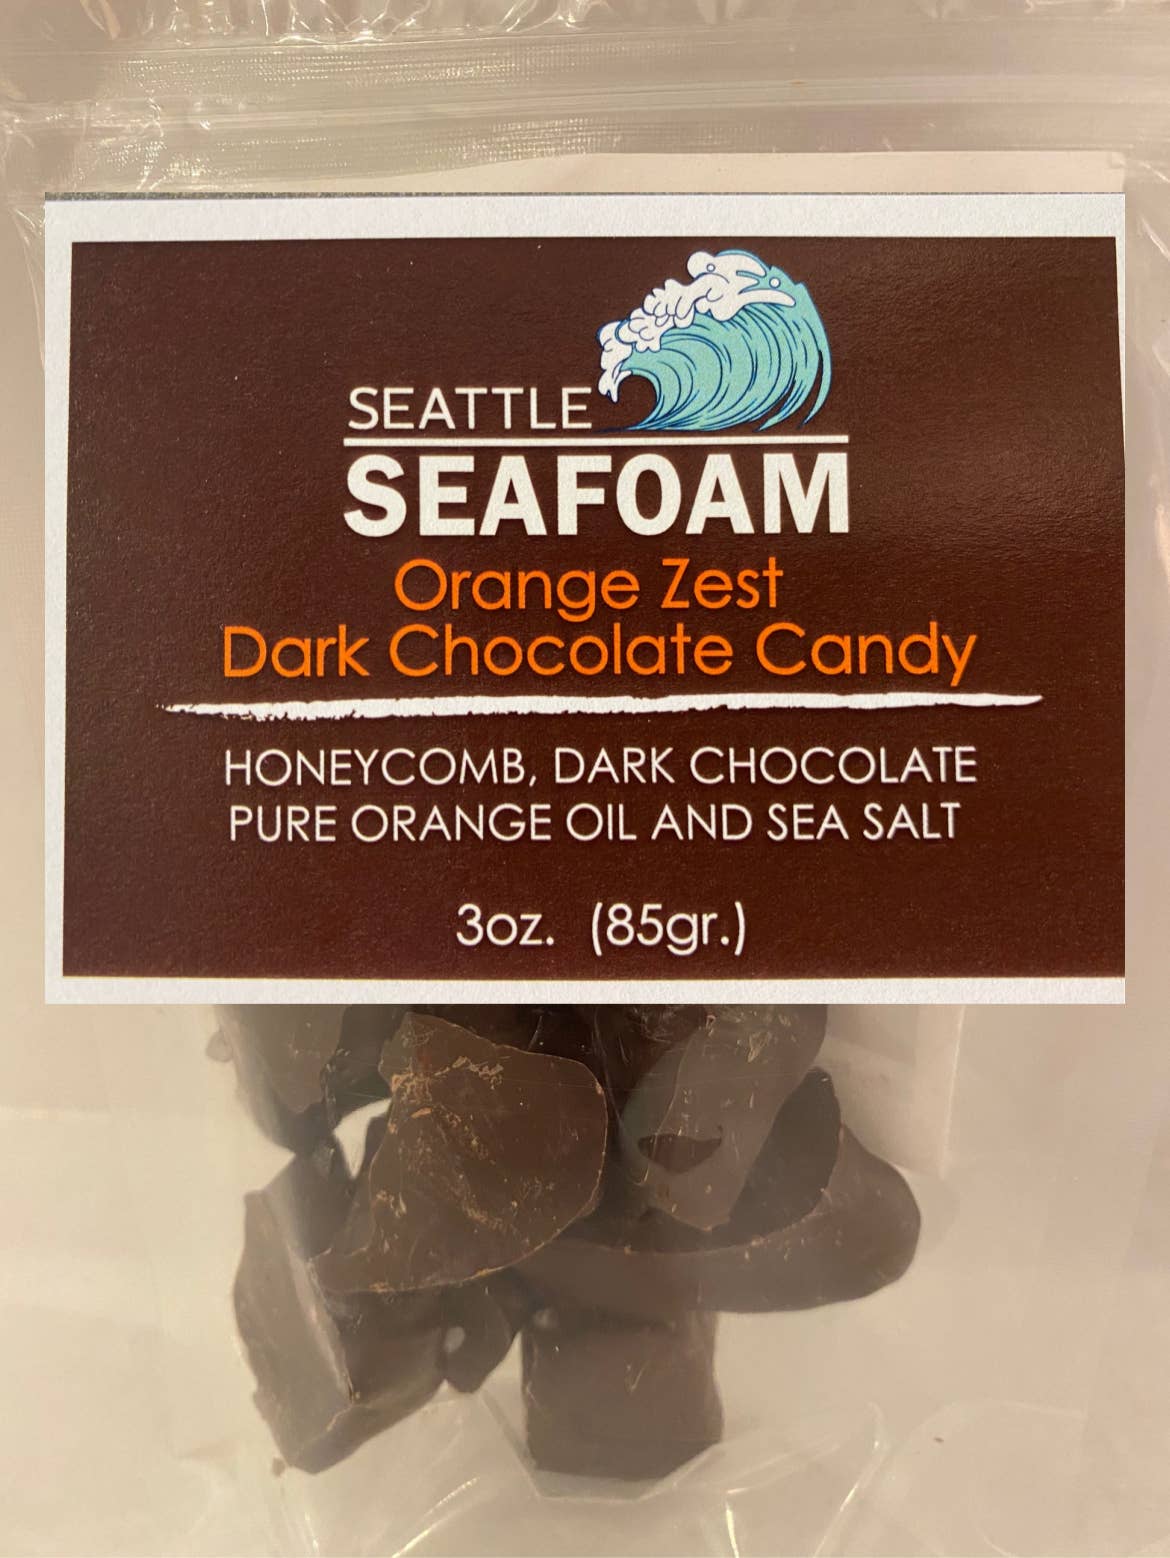 SEATTLE
SEAFOAM
Orange Zest
Dark Chocolate Candy
HONEYCOMB, DARK CHOCOLATE
PURE ORANGE OIL AND SEA SALT
3oz. (85gr.)